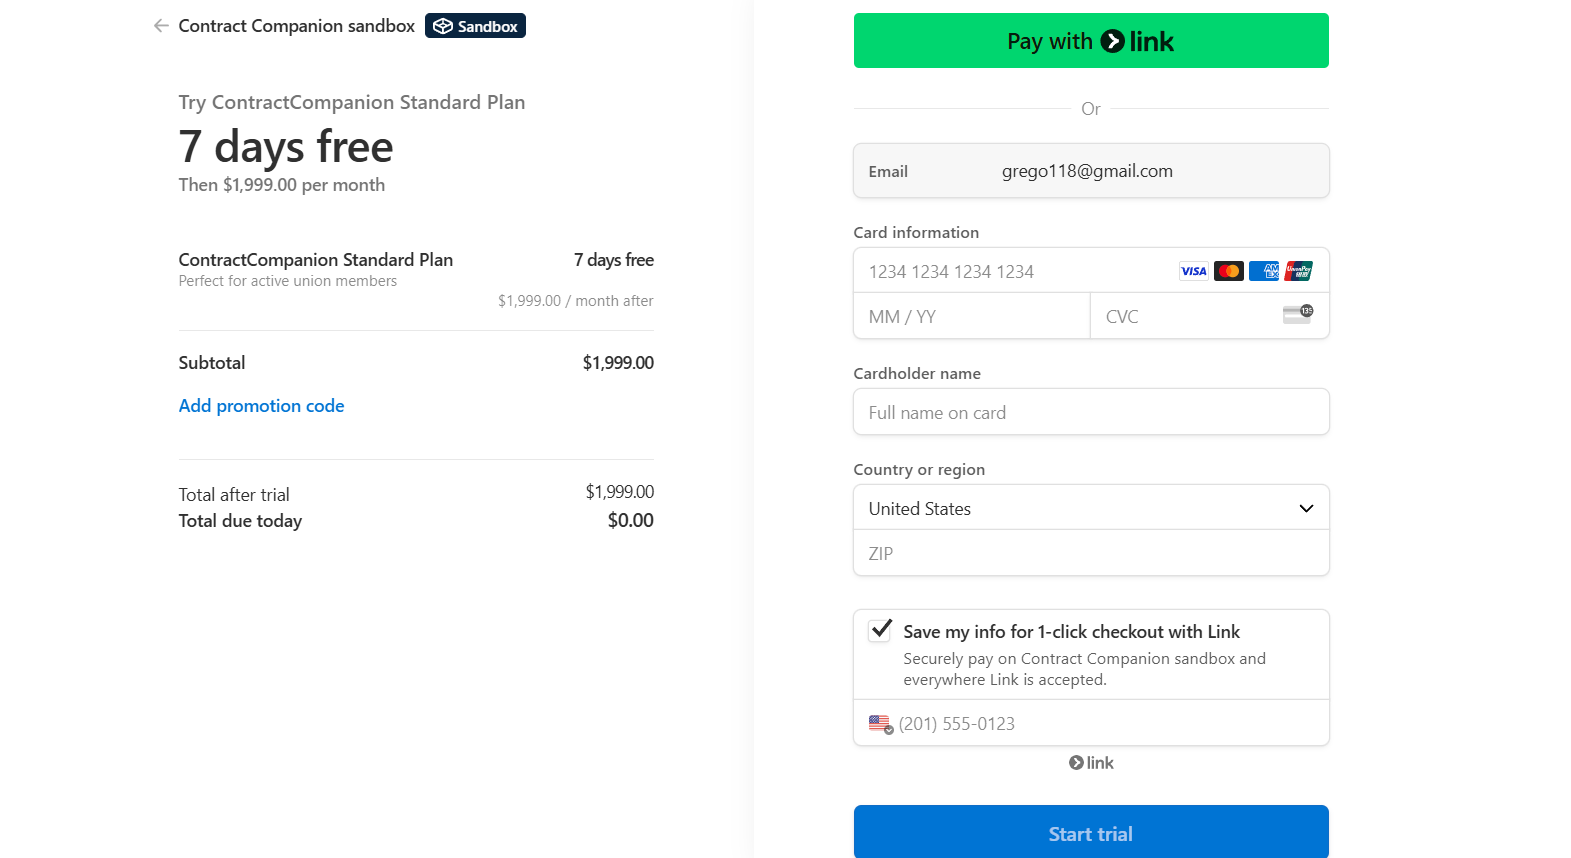 Contract Companion sandbox Sandbox
Try ContractCompanion Standard Plan
7 days free
Then $1,999.00 per month
ContractCompanion Standard Plan 7 days free
Perfect for active union members
$1,999.00 / month after
Subtotal $1,999.00
Add promotion code
Total after trial $1,999.00
Total due today $0.00
Pay with link
Or
Email grego118@gmail.com
Card information
1234 1234 1234 1234 VISA AM EX UnionPay
MM / YY CVC 135
Cardholder name
Full name on card
Country or region
United States
ZIP
Save my info for 1-click checkout with Link
Securely pay on Contract Companion sandbox and
everywhere Link is accepted.
(201) 555-0123
link
Start trial